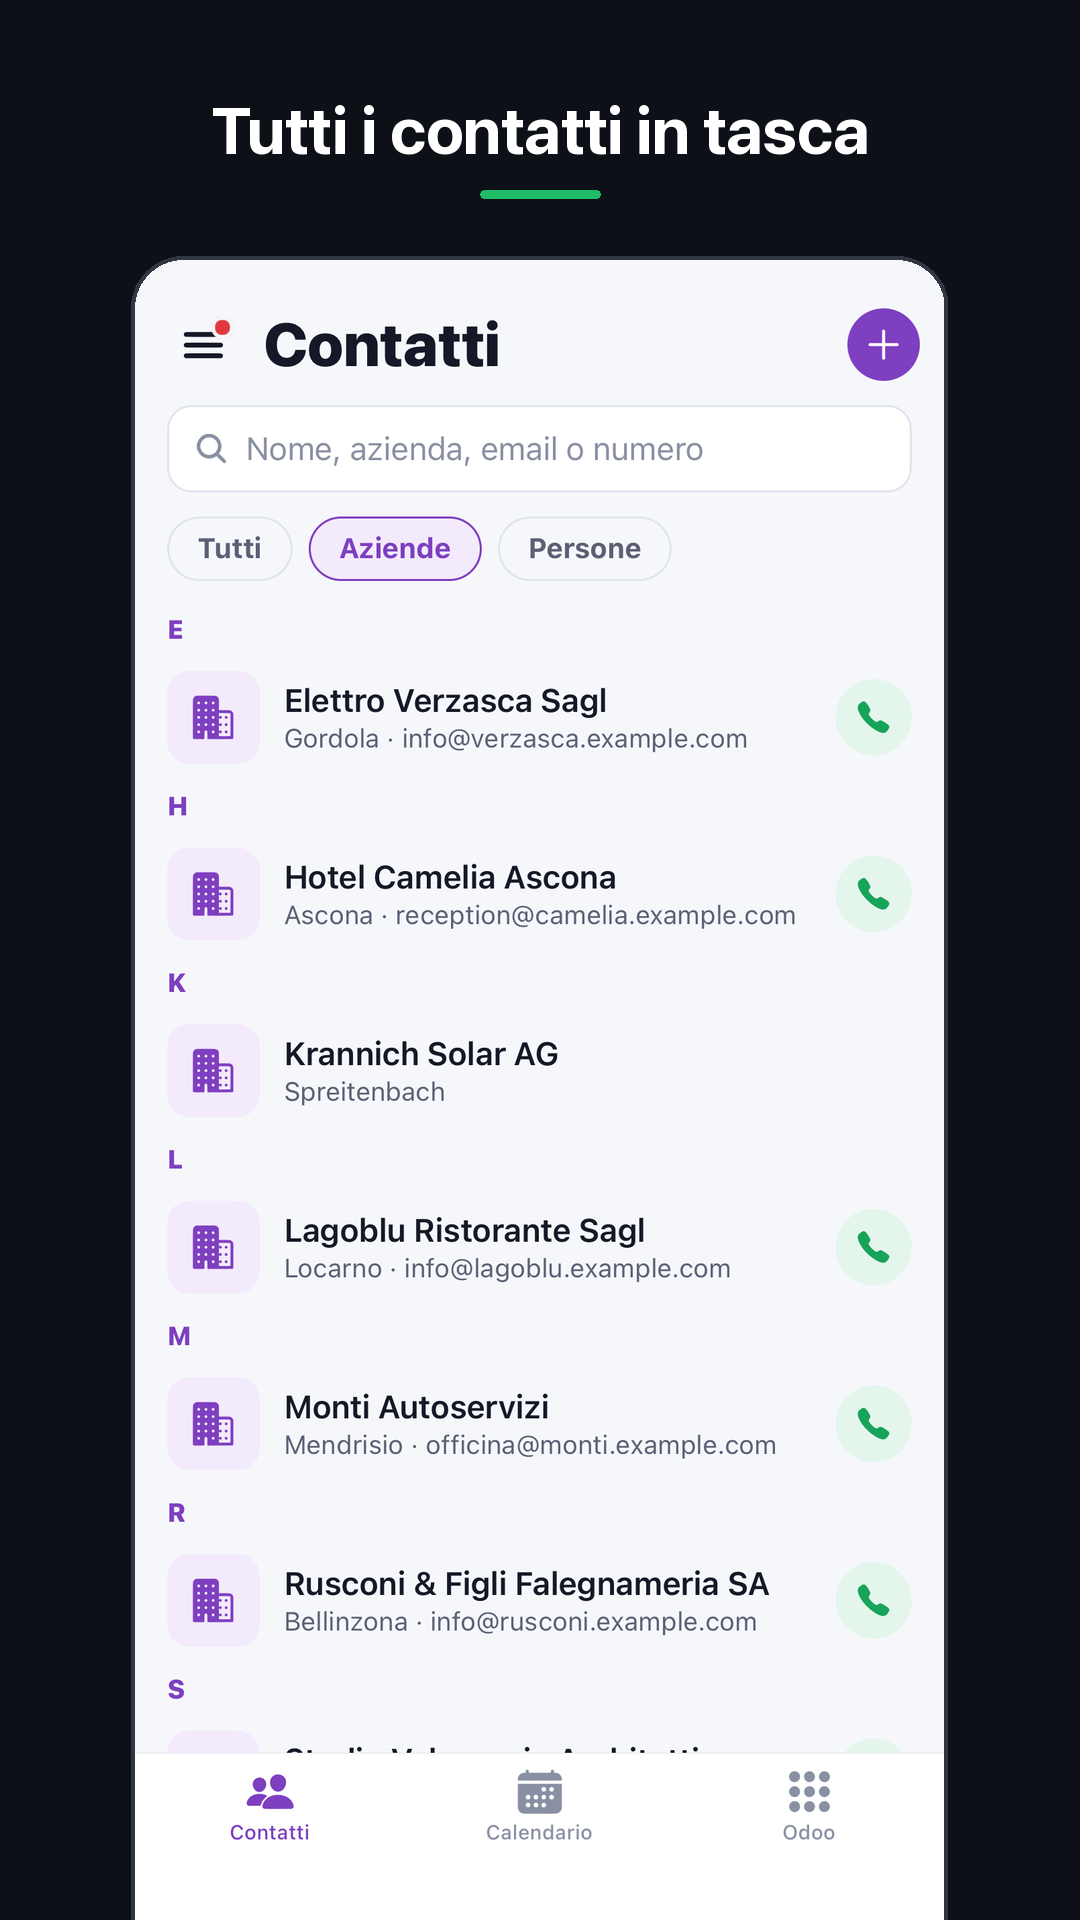 Tutti i contatti in tasca
Contatti
Nome, azienda, email o numero
Tutti
Aziende
Persone
E
Elettro Verzasca Sagl
Gordola · info@verzasca.example.com
H
Hotel Camelia Ascona
Ascona · reception@camelia.example.com
K
Krannich Solar AG
Spreitenbach
L
Lagoblu Ristorante Sagl
Locarno · info@lagoblu.example.com
M
Monti Autoservizi
Mendrisio · officina@monti.example.com
R
Rusconi & Figli Falegnameria SA
Bellinzona · info@rusconi.example.com
S
Contatti
Calendario
Odoo